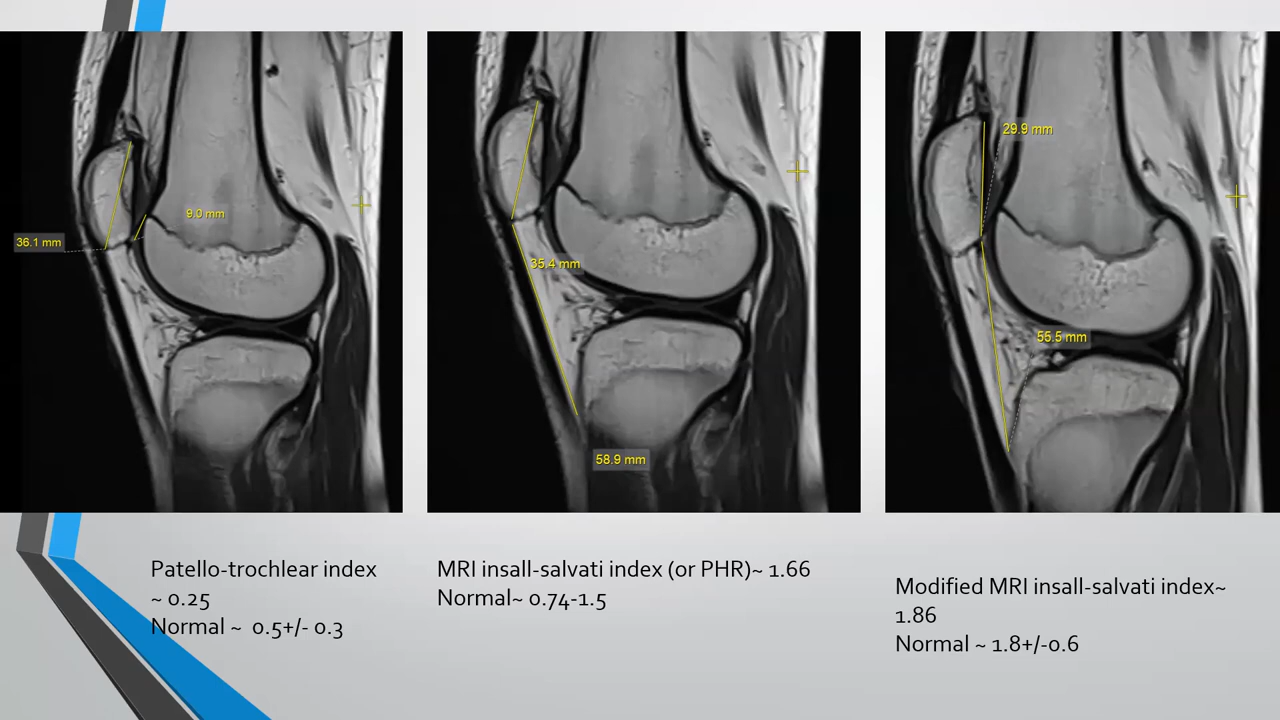 36.1 mm
9.0 mm
35.4 mm
58.9 mm
29.9 mm
55.5 mm
Patello-trochlear index
~ 0.25
Normal ~ 0.5+/- 0.3
MRI insall-salvati index (or PHR)~ 1.66
Normal~ 0.74-1.5
Modified MRI insall-salvati index~
1.86
Normal ~ 1.8+/-0.6